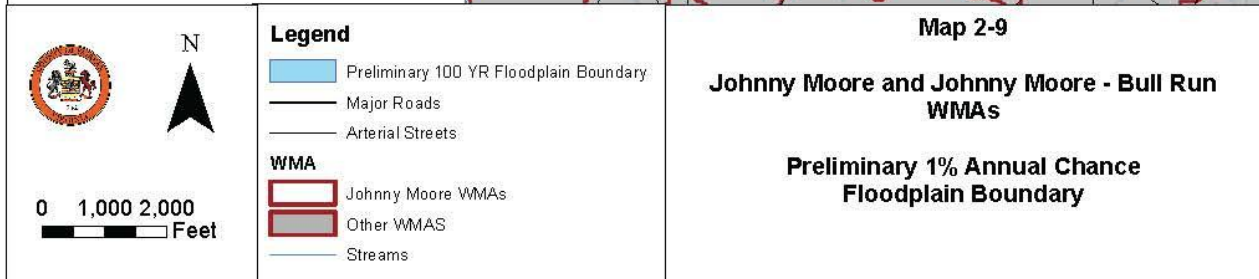 N
0 1,000 2,000
Feet
Legend
Preliminary 100 YR Floodplain Boundary
Major Roads
Arterial Streets
WMA
Johnny Moore WMAs
Other WMAS
Streams
Map 2-9
Johnny Moore and Johnny Moore - Bull Run
WMAs
Preliminary 1% Annual Chance
Floodplain Boundary